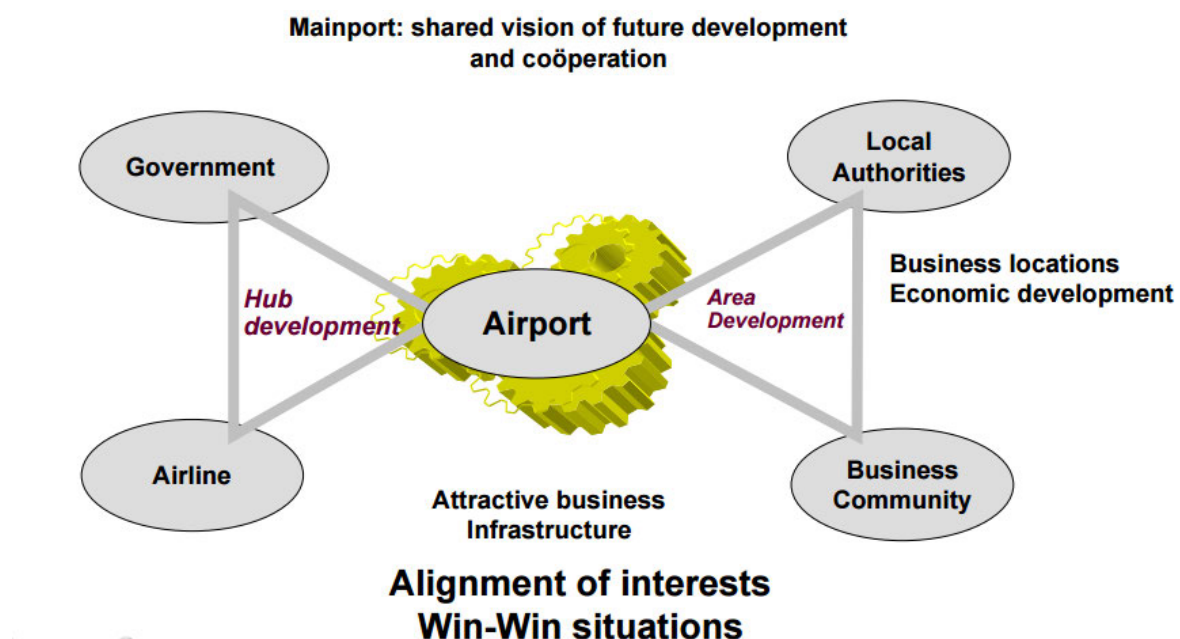 Mainport: shared vision of future development
and coöperation
Government
Local
Authorities
Hub
development
Airport
Area
Development
Business locations
Economic development
Airline
Business
Community
Attractive business
Infrastructure
Alignment of interests
Win-Win situations